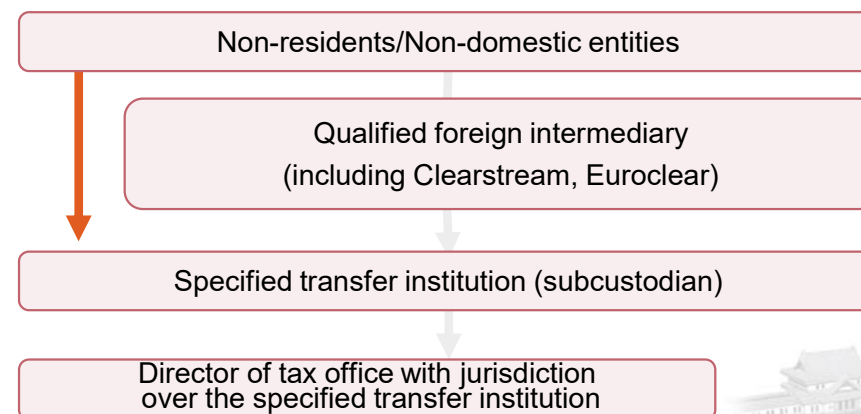 Non-residents/Non-domestic entities
Qualified foreign intermediary
(including Clearstream, Euroclear)
Specified transfer institution (subcustodian)
Director of tax office with jurisdiction
over the specified transfer institution